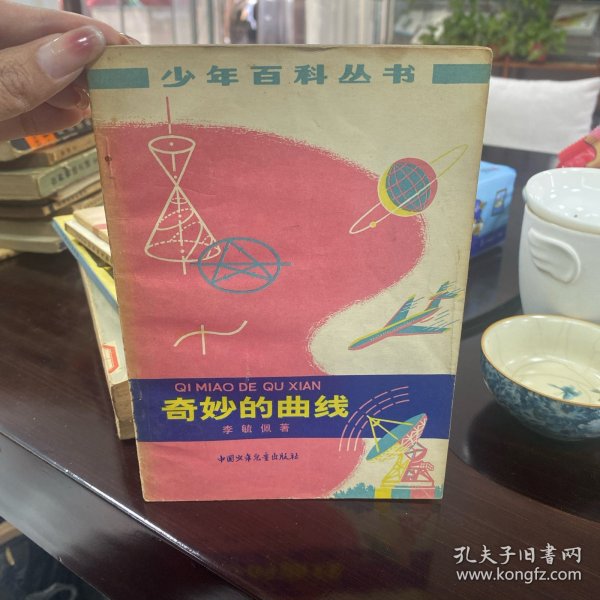 少年百科丛书
QI MIAO DE QU XIAN
奇妙的曲线
李毓佩著
中国少年儿童出版社
孔夫子旧书网
www.kongfz.com